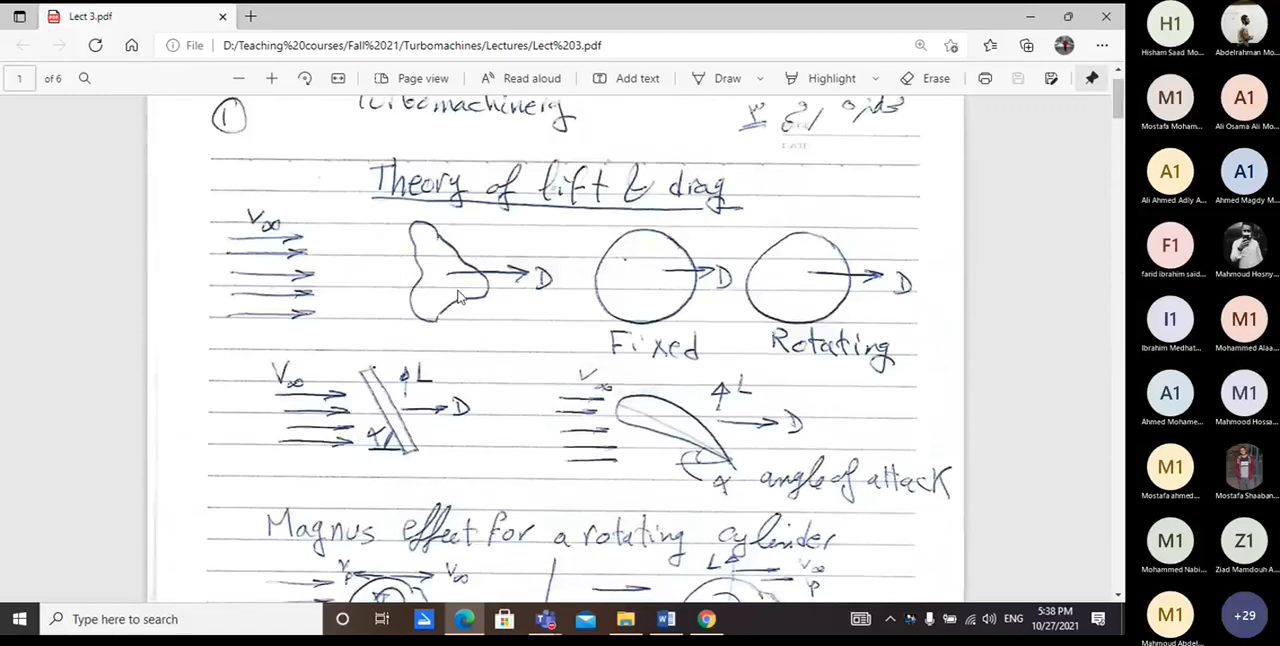 Lect 3.pdf
File D:/Teaching%20courses/Fall%2021/Turbomachines/Lectures/Lect%203.pdf
1 of 6 Page view Read aloud Add text Draw Highlight Erase
1 Turbomachinery
DATE
Theory of lift & drag
V∞ D D D
Fixed Rotating
V∞ L D V∞ L D
α α angle of attack
Magnus effect for a rotating cylinder
V∞ L V∞
Type here to search
ENG
5:38 PM
10/27/2021
H1
Hisham Saad Mo...
Abdelrahman Mo...
M1
Mostafa Moham...
A1
Ali Osama Ali Mo...
A1
Ali Ahmed Adly A...
A1
Ahmed Magdy M...
F1
farid ibrahim said...
Mahmoud Hosny...
I1
Ibrahim Medhat...
M1
Mohammed Alaa...
A1
Ahmed Mohame...
M1
Mahmood Hossa...
M1
Mostafa ahmed...
Mostafa Shaaban...
M1
Mohammed Nabi...
Z1
Ziad Mamdouh A...
M1
Mahmoud Abdel...
+29